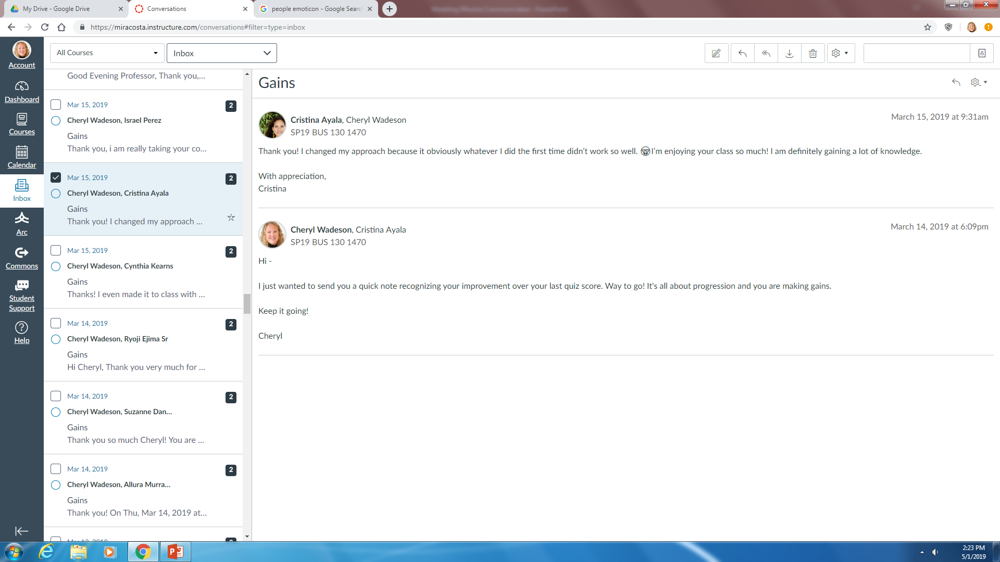 My Drive - Google Drive
Conversations
people emoticon - Google Searc
https://miracosta.instructure.com/conversations#filter=type=inbox
Account
Dashboard
Courses
Calendar
Inbox
Arc
Commons
Student
Support
Help
All Courses
Inbox
Good Evening Professor, Thank you,...
Mar 15, 2019
2
Cheryl Wadeson, Israel Perez
Gains
Thank you, i am really taking your co...
Mar 15, 2019
2
Cheryl Wadeson, Cristina Ayala
Gains
Thank you! I changed my approach ...
Mar 15, 2019
2
Cheryl Wadeson, Cynthia Kearns
Gains
Thanks! I even made it to class with ...
Mar 14, 2019
2
Cheryl Wadeson, Ryoji Ejima Sr
Gains
Hi Cheryl, Thank you very much for ...
Mar 14, 2019
2
Cheryl Wadeson, Suzanne Dan...
Gains
Thank you so much Cheryl! You are ...
Mar 14, 2019
2
Cheryl Wadeson, Allura Murra...
Gains
Thank you! On Thu, Mar 14, 2019 at...
Gains
Cristina Ayala, Cheryl Wadeson
March 15, 2019 at 9:31am
SP19 BUS 130 1470
Thank you! I changed my approach because it obviously whatever I did the first time didn’t work so well. 🤓I’m enjoying your class so much! I am definitely gaining a lot of knowledge.
With appreciation,
Cristina
Cheryl Wadeson, Cristina Ayala
March 14, 2019 at 6:09pm
SP19 BUS 130 1470
Hi -
I just wanted to send you a quick note recognizing your improvement over your last quiz score. Way to go! It's all about progression and you are making gains.
Keep it going!
Cheryl
2:23 PM
5/1/2019